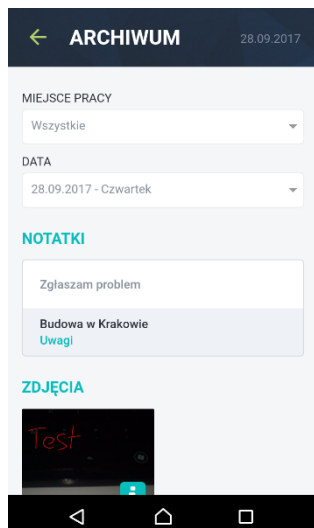 ARCHIWUM 28.09.2017
MIEJSCE PRACY
Wszystkie
DATA
28.09.2017 - Czwartek
NOTATKI
Zgłaszam problem
Budowa w Krakowie
Uwagi
ZDJĘCIA
Test